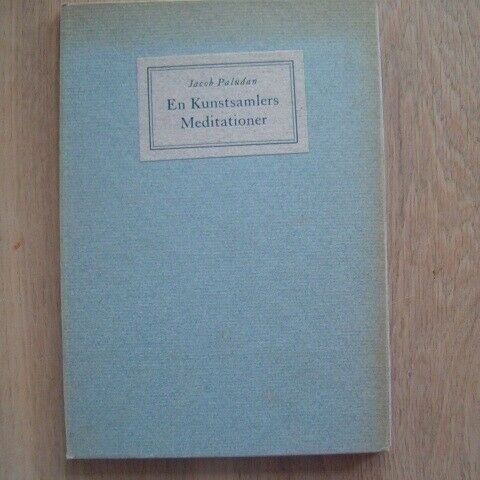 Jacob Paludan
En Kunstsamlers
Meditationer